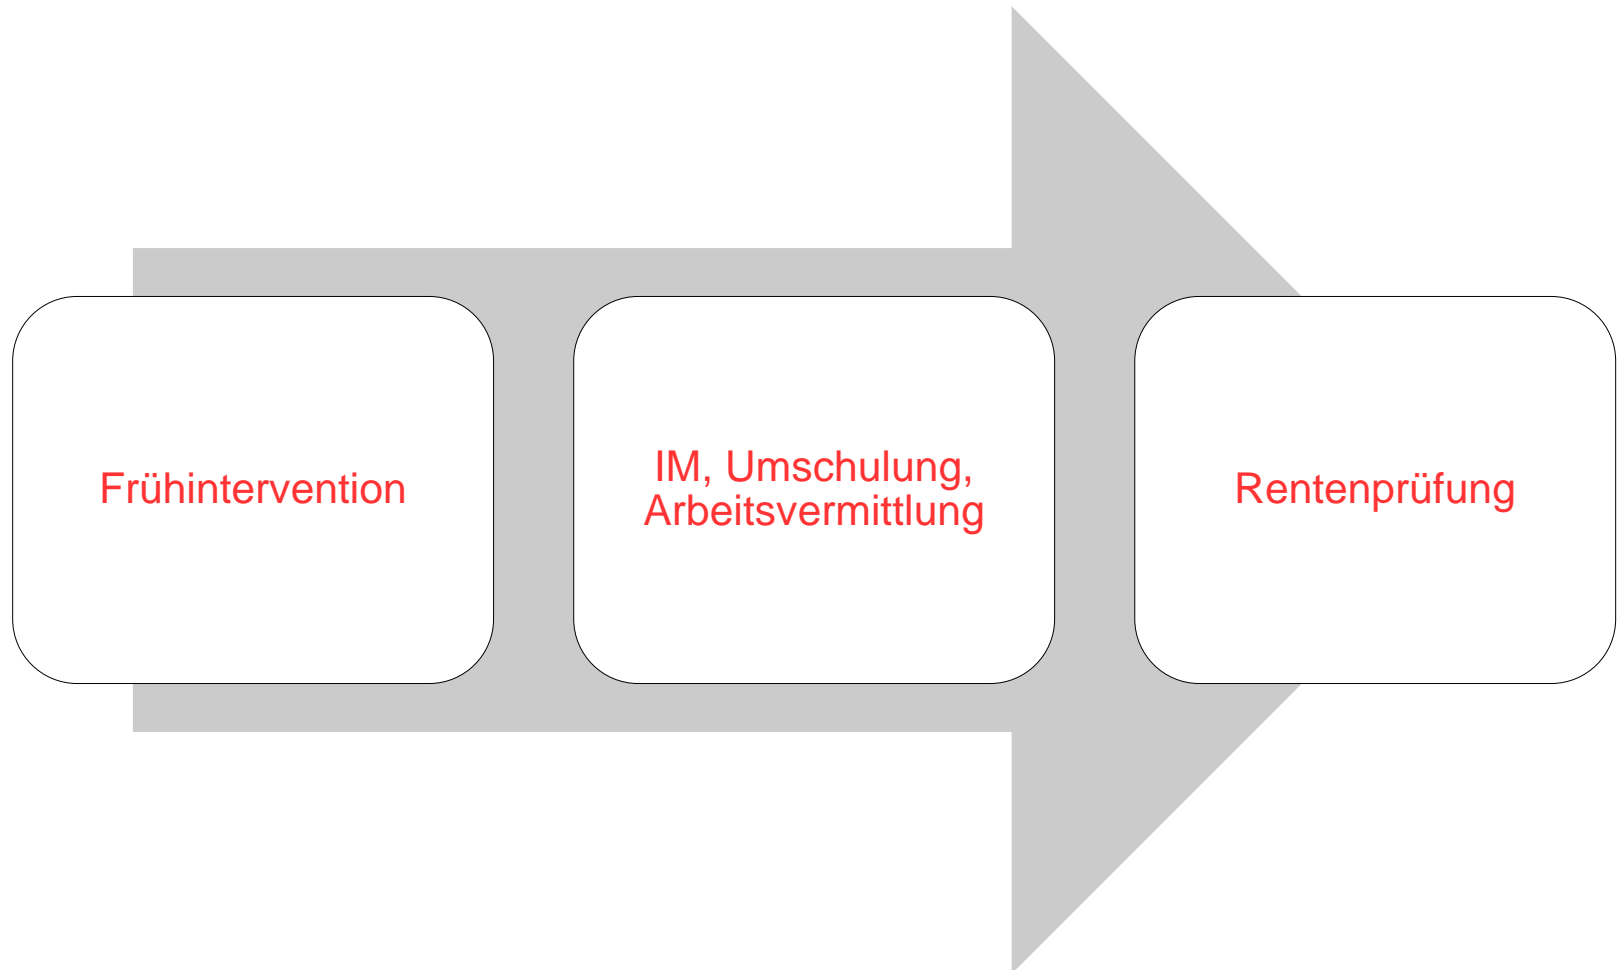 Frühintervention
IM, Umschulung,
Arbeitsvermittlung
Rentenprüfung